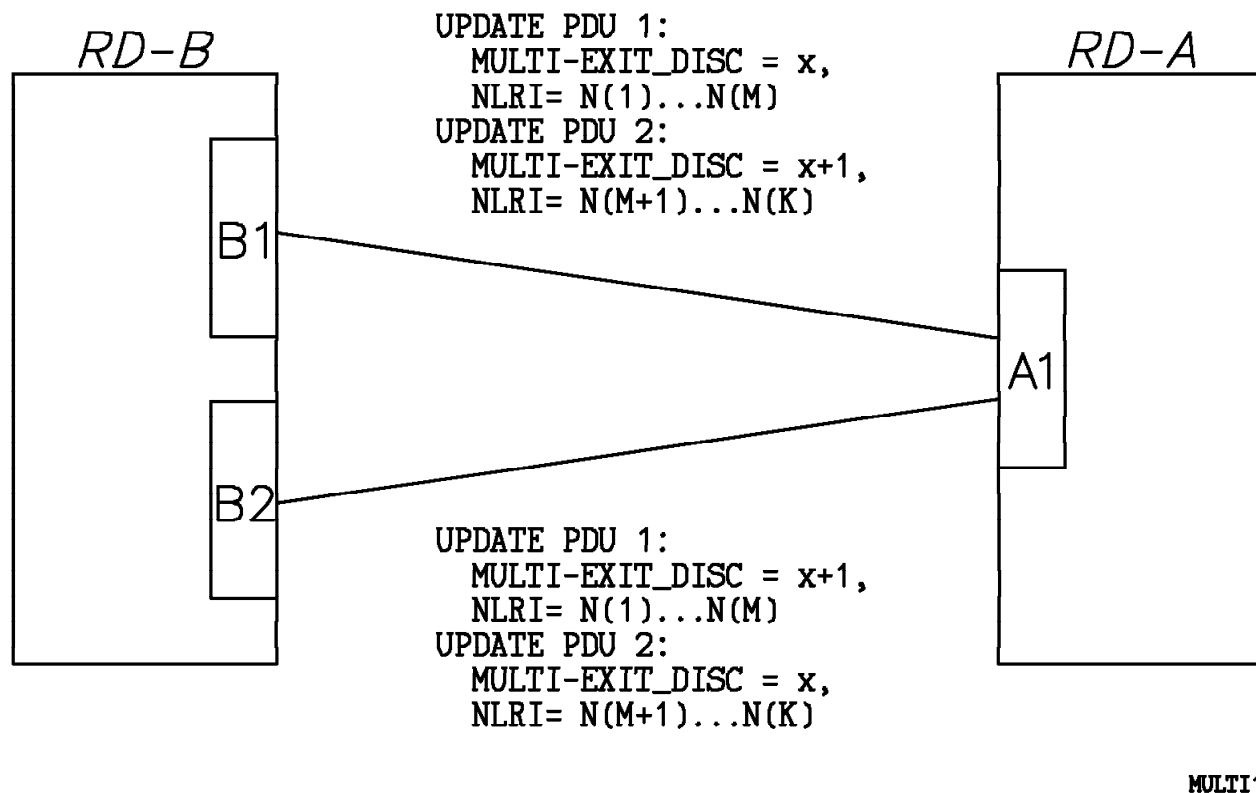 RD-B
UPDATE PDU 1:
MULTI-EXIT_DISC = x,
NLRI= N(1)...N(M)
UPDATE PDU 2:
MULTI-EXIT_DISC = x+1,
NLRI= N(M+1)...N(K)
RD-A
B1
A1
B2
UPDATE PDU 1:
MULTI-EXIT_DISC = x+1,
NLRI= N(1)...N(M)
UPDATE PDU 2:
MULTI-EXIT_DISC = x,
NLRI= N(M+1)...N(K)
MULTI1